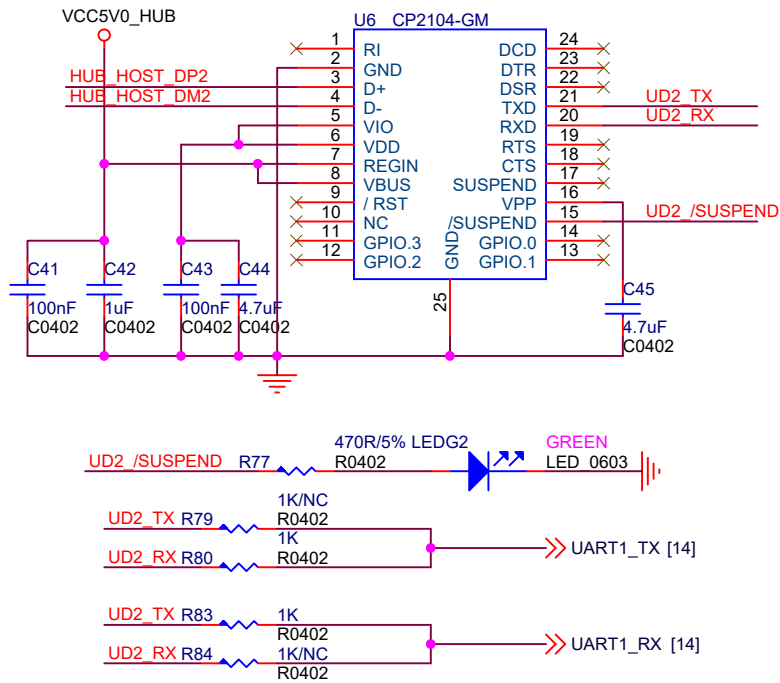 VCC5V0_HUB
U6 CP2104-GM
1 RI DCD 24
2 GND DTR 23
HUB_HOST_DP2 3 D+ DSR 22
HUB_HOST_DM2 4 D- TXD 21 UD2_TX
5 VIO RXD 20 UD2_RX
6 VDD RTS 19
7 REGIN CTS 18
8 VBUS SUSPEND 17
9 / RST VPP 16
10 NC /SUSPEND 15 UD2_/SUSPEND
11 GPIO.3 GPIO.0 14
12 GPIO.2 GPIO.1 13
GND
25
C41
100nF
C0402
C42
1uF
C0402
C43
100nF
C0402
C44
4.7uF
C0402
C45
4.7uF
C0402
470R/5% LEDG2 GREEN
UD2_/SUSPEND R77 R0402 LED_0603
1K/NC
UD2_TX R79 R0402
1K
UD2_RX R80 R0402
UART1_TX [14]
UD2_TX R83 1K
R0402
UD2_RX R84 1K/NC
R0402
UART1_RX [14]